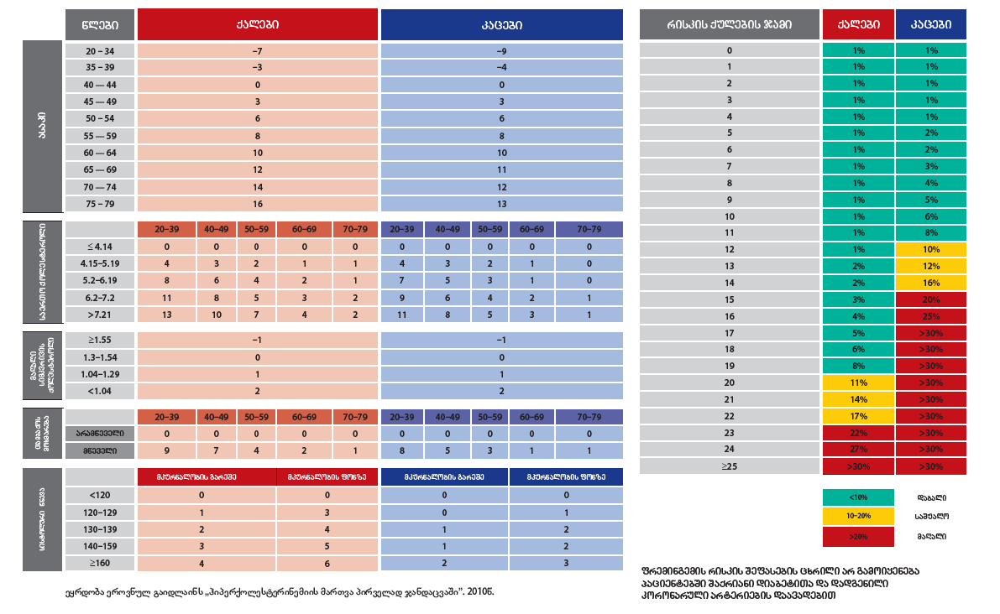 წლები ქალები კაცები
ასაკი
20 – 34 –7 –9
35 – 39 –3 –4
40 — 44 0 0
45 — 49 3 3
50 – 54 6 6
55 — 59 8 8
60 — 64 10 10
65 — 69 12 11
70 — 74 14 12
75 – 79 16 13
საერთო ქოლესტეროლი
20–39 40–49 50–59 60–69 70–79 20–39 40–49 50–59 60–69 70–79
≤ 4.14 0 0 0 0 0 0 0 0 0 0
4.15–5.19 4 3 2 1 1 4 3 2 1 0
5.2–6.19 8 6 4 2 1 7 5 3 1 0
6.2–7.2 11 8 5 3 2 9 6 4 2 1
>7.21 13 10 7 4 2 11 8 5 3 1
მაღალი
სიმკვრივის
ქოლესტეროლი
≥1.55 –1 –1
1.3–1.54 0 0
1.04–1.29 1 1
<1.04 2 2
თამბაქოს
მოხმარება
20–39 40–49 50–59 60–69 70–79 20–39 40–49 50–59 60–69 70–79
არამწეველი 0 0 0 0 0 0 0 0 0 0
მწეველი 9 7 4 2 1 8 5 3 1 1
სისტოლური წნევა
მკურნალობის გარეშე მკურნალობის ფონზე მკურნალობის გარეშე მკურნალობის ფონზე
<120 0 0 0 0
120–129 1 3 0 1
130–139 2 4 1 2
140–159 3 5 1 2
≥160 4 6 2 3
ეყრდობა ეროვნულ გაიდლაინს „ჰიპერქოლესტერინემიის მართვა პირველად ჯანდაცვაში”. 2010წ.
რისკის ქულების ჯამი ქალები კაცები
0 1% 1%
1 1% 1%
2 1% 1%
3 1% 1%
4 1% 1%
5 1% 2%
6 1% 2%
7 1% 3%
8 1% 4%
9 1% 5%
10 1% 6%
11 1% 8%
12 1% 10%
13 2% 12%
14 2% 16%
15 3% 20%
16 4% 25%
17 5% >30%
18 6% >30%
19 8% >30%
20 11% >30%
21 14% >30%
22 17% >30%
23 22% >30%
24 27% >30%
≥25 >30% >30%
<10% დაბალი
10–20% საშუალო
>20% მაღალი
ფრემინგემის რისკის შეფასების ცხრილი არ გამოიყენება
პაციენტებში შაქრიანი დიაბეტითა და დადგენილი
კორონარული არტერიების დაავადებით